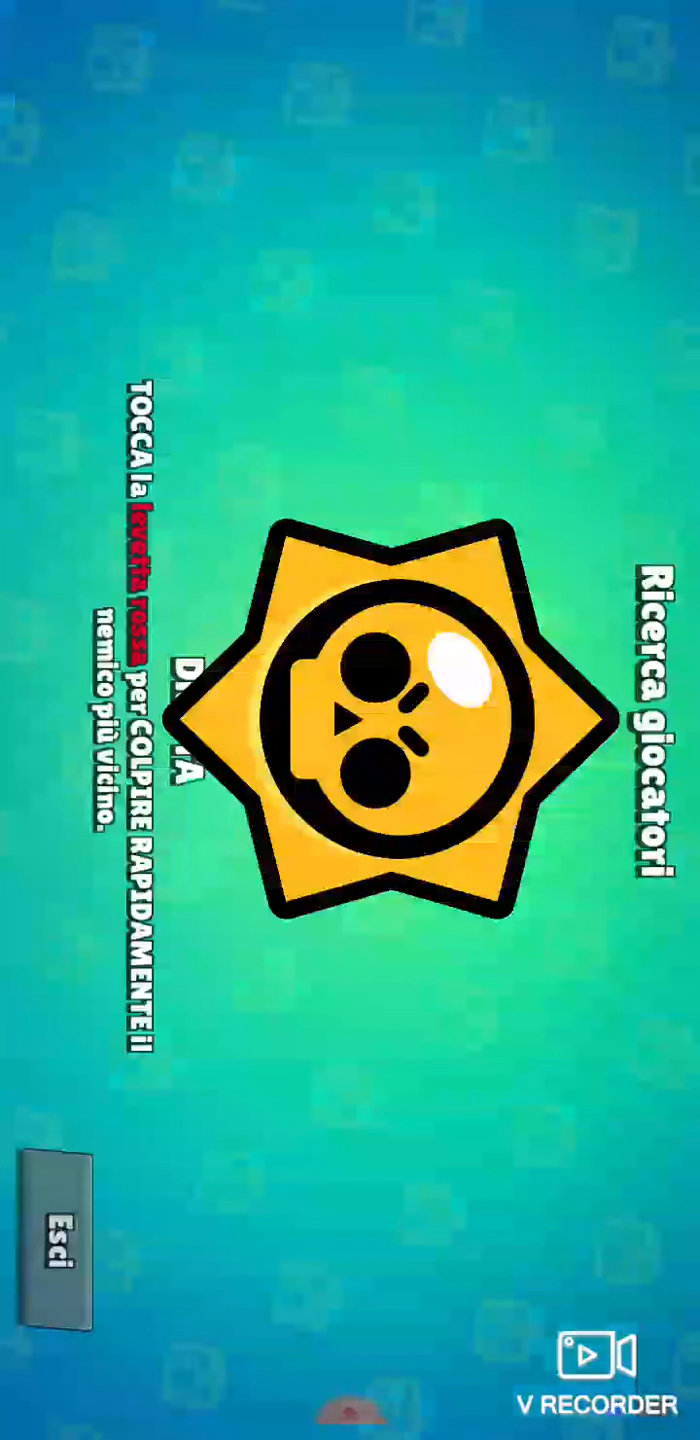 Ricerca giocatori
TOCCA la levetta rossa per COLPIRE RAPIDAMENTE il
nemico più vicino.
Esci
V RECORDER